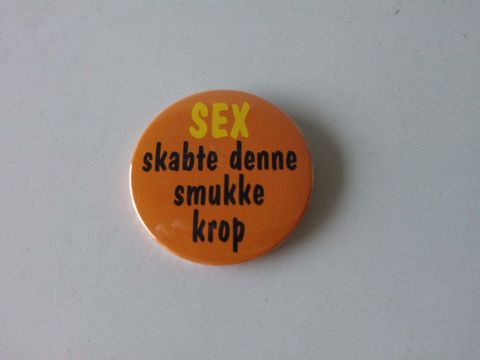 SEX
skabte denne
smukke
krop